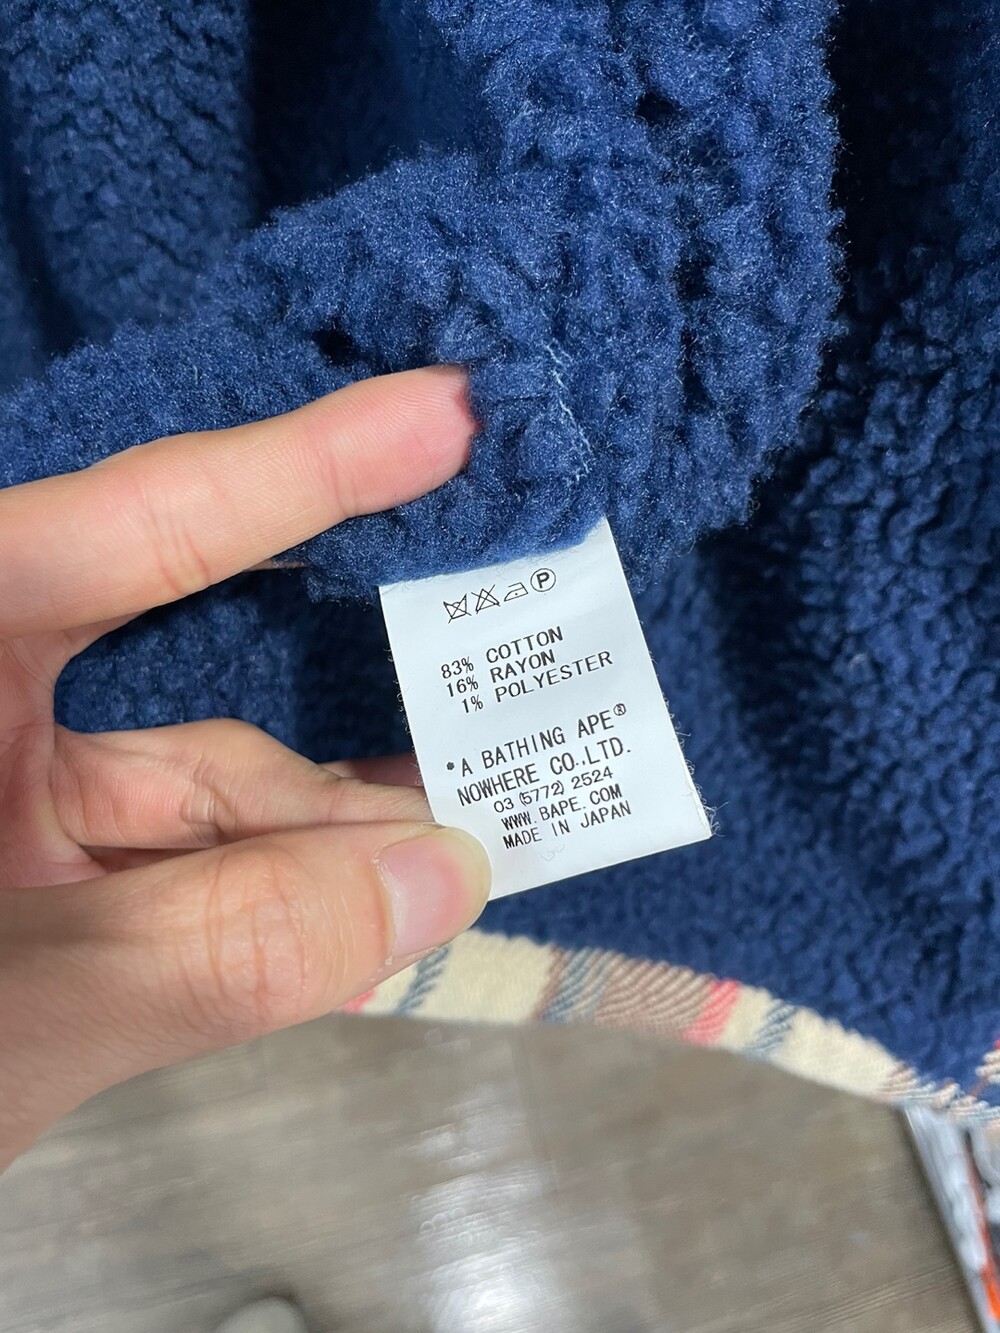 P
83% COTTON
16% RAYON
1% POLYESTER
*A BATHING APE®
NOWHERE CO.,LTD.
03 (5772) 2524
WWW.BAPE.COM
MADE IN JAPAN